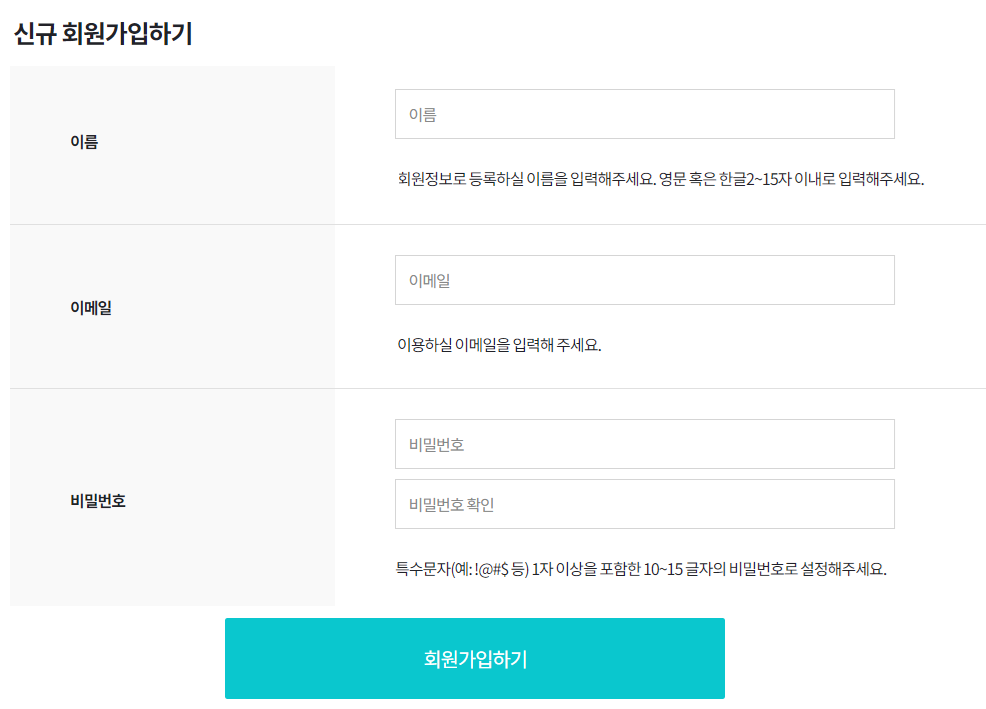 신규 회원가입하기
이름
이름
회원정보로 등록하실 이름을 입력해주세요. 영문 혹은 한글2~15자 이내로 입력해주세요.
이메일
이메일
이용하실 이메일을 입력해 주세요.
비밀번호
비밀번호
비밀번호 확인
특수문자(예: !@#$ 등) 1자 이상을 포함한 10~15 글자의 비밀번호로 설정해주세요.
회원가입하기